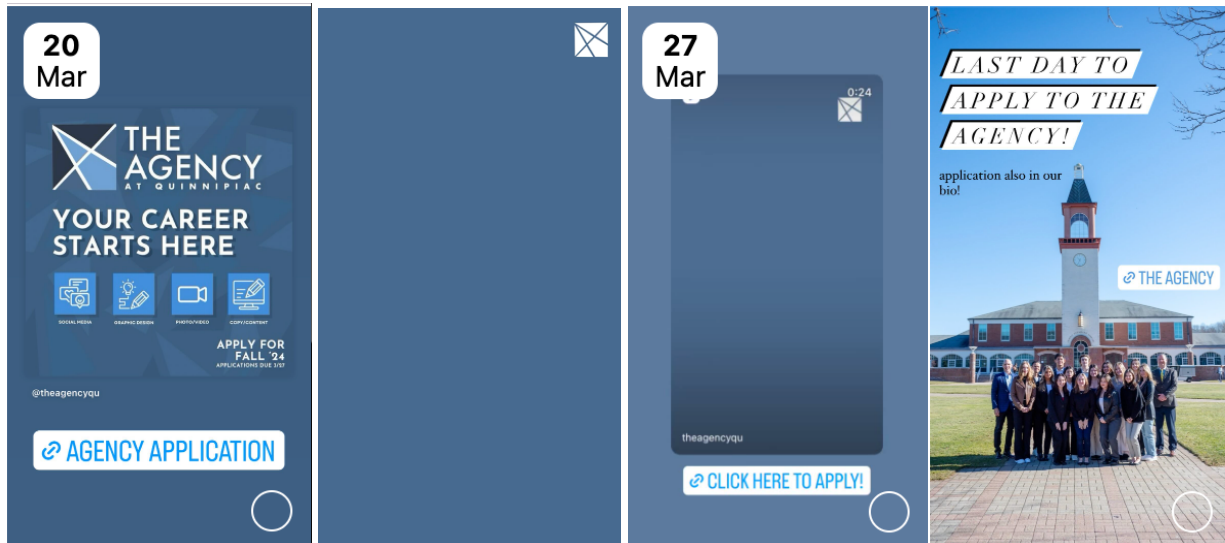 20
Mar
THE
AGENCY
AT QUINNIPIAC
YOUR CAREER
STARTS HERE
SOCIAL MEDIA
GRAPHIC DESIGN
PHOTO/VIDEO
COPY/CONTENT
APPLY FOR
FALL '24
APPLICATIONS DUE 3/27
@theagencyqu
AGENCY APPLICATION
27
Mar
0:24
theagencyqu
CLICK HERE TO APPLY!
LAST DAY TO
APPLY TO THE
AGENCY!
application also in our
bio!
THE AGENCY